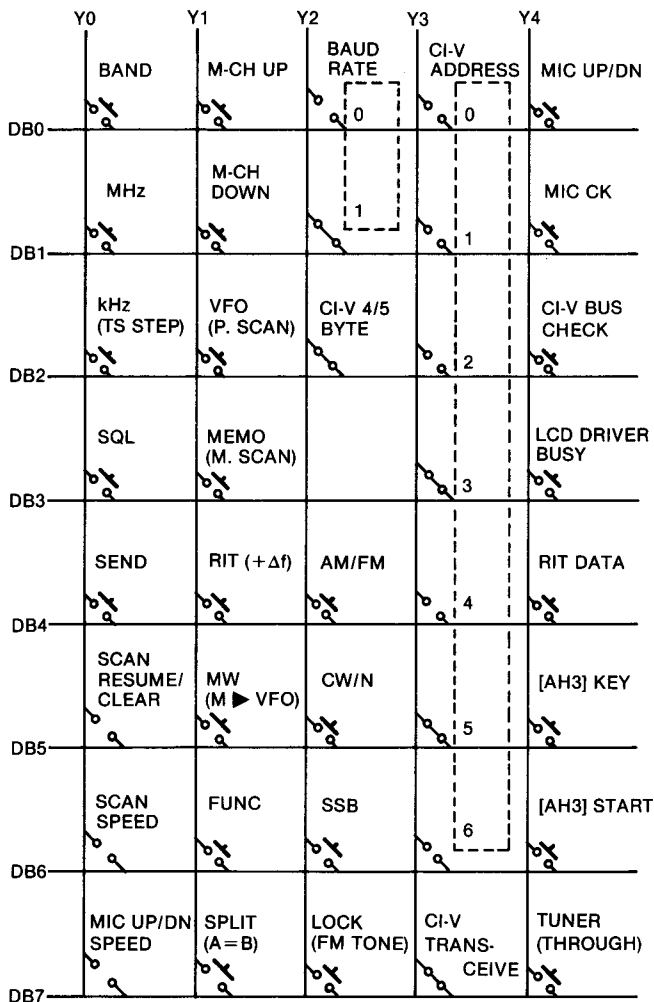 Y0 Y1 Y2 Y3 Y4
BAND M-CH UP BAUD RATE CI-V ADDRESS MIC UP/DN
0 0
DB0
MHz M-CH DOWN MIC CK
1 1
DB1
kHz (TS STEP) VFO (P. SCAN) CI-V 4/5 BYTE CI-V BUS CHECK
2
DB2
SQL MEMO (M. SCAN) LCD DRIVER BUSY
3
DB3
SEND RIT (+Δf) AM/FM RIT DATA
4
DB4
SCAN RESUME/ CLEAR MW (M ▶ VFO) CW/N [AH3] KEY
5
DB5
SCAN SPEED FUNC SSB [AH3] START
6
DB6
MIC UP/DN SPEED SPLIT (A=B) LOCK (FM TONE) CI-V TRANS- CEIVE TUNER (THROUGH)
DB7